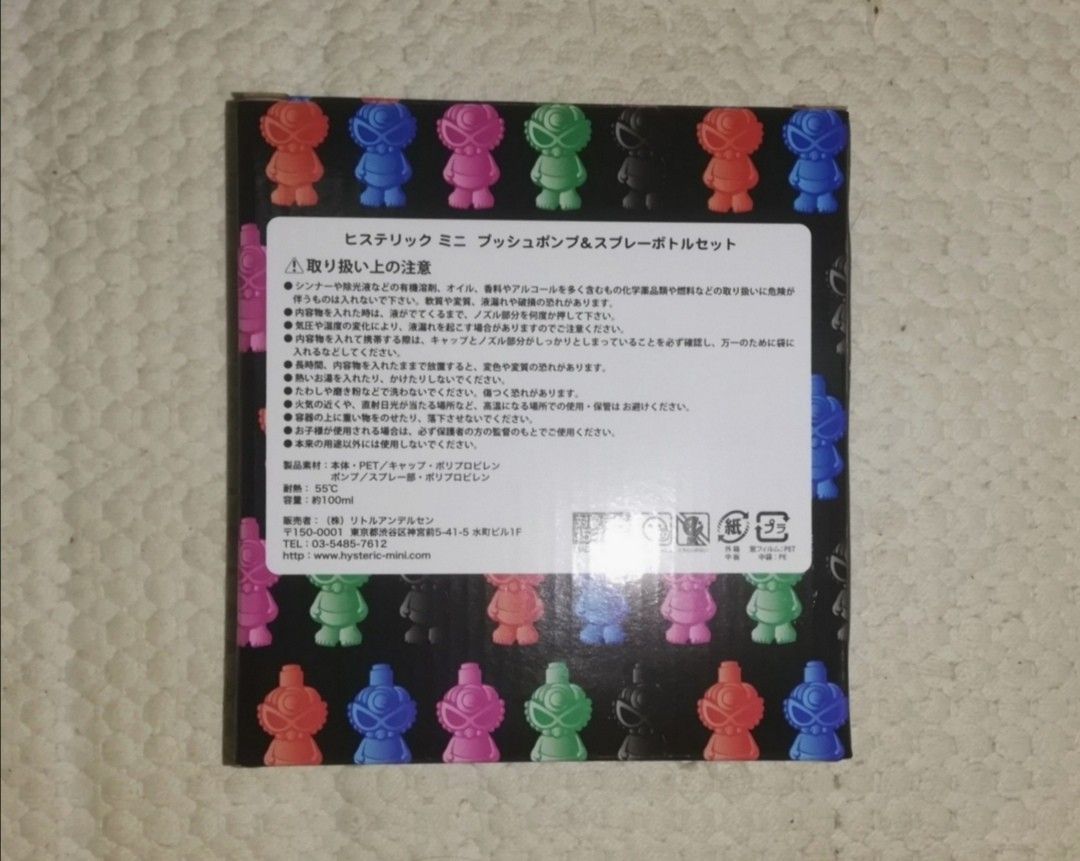 ヒステリック ミニ プッシュポンプ&スプレーボトルセット
取り扱い上の注意
●シンナーや除光液などの有機溶剤、オイル、香料やアルコールを多く含むもの化学薬品類や燃料などの取り扱いに危険が
伴うものは入れないで下さい。軟質や変質、液漏れや破損の恐れがあります。
●内容物を入れた時は、液がでてくるまで、ノズル部分を何度か押して下さい。
●気圧や温度の変化により、液漏れを起こす場合がありますのでご注意ください。
●内容物を入れて携帯する際は、キャップとノズル部分がしっかりとしまっていることを必ず確認し、万一のために袋に
入れるなどしてください。
●長時間、内容物を入れたままで放置すると、変色や変質の恐れがあります。
●熱いお湯を入れたり、かけたりしないでください。
●たわしや磨き粉などで洗わないでください。傷つく恐れがあります。
●火気の近くや、直射日光が当たる場所など、高温になる場所での使用・保管は お避けください。
●容器の上に重い物をのせたり、落下させないでください。
●お子様が使用される場合は、必ず保護者の方の監督のもとでご使用ください。
●本来の用途以外には使用しないでください。
製品素材:本体・PET/キャップ・ポリプロピレン
ポンプ/スプレー部・ポリプロピレン
耐熱: 55℃
容量:約100ml
販売者:(株)リトルアンデルセン
〒150-0001 東京都渋谷区神宮前5-41-5 水町ビル1F
TEL:03-5485-7612
http:www.hysteric-mini.com
紙 プラ
外箱 窓フィルム:PET
中板 中袋:PE